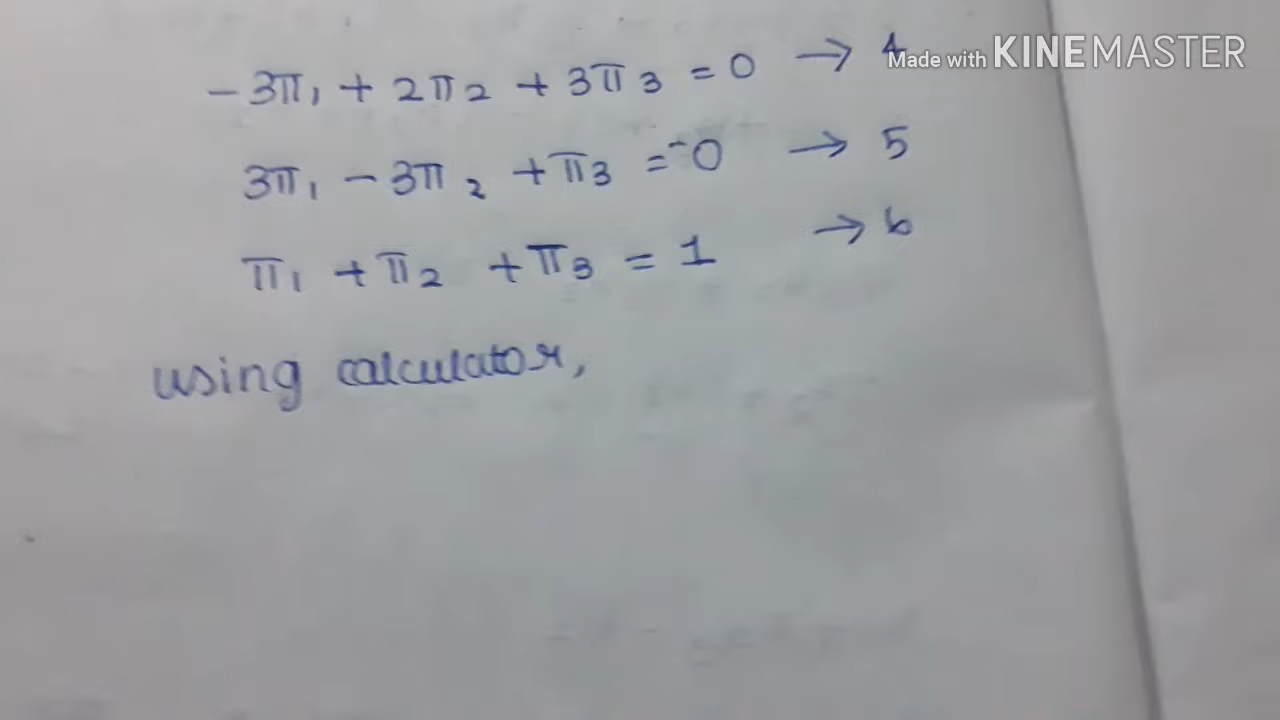 Made with KINEMASTER
-3π₁ + 2π₂ + 3π₃ = 0 → 4
3π₁ - 3π₂ + π₃ = 0 → 5
π₁ + π₂ + π₃ = 1 → 6
using calculator,